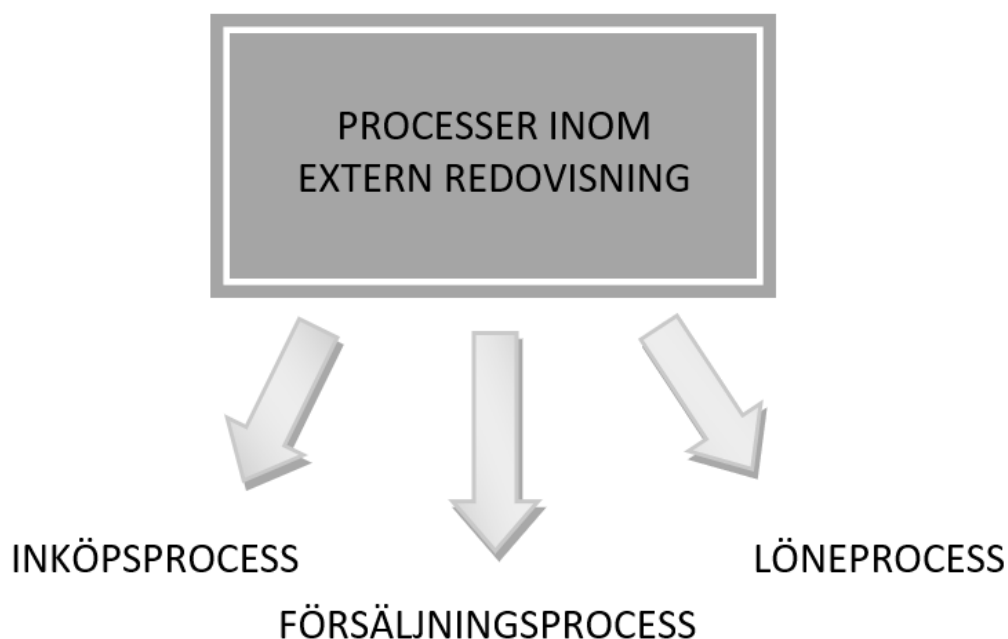 PROCESSER INOM
EXTERN REDOVISNING
INKÖPSPROCESS
LÖNEPROCESS
FÖRSÄLJNINGSPROCESS